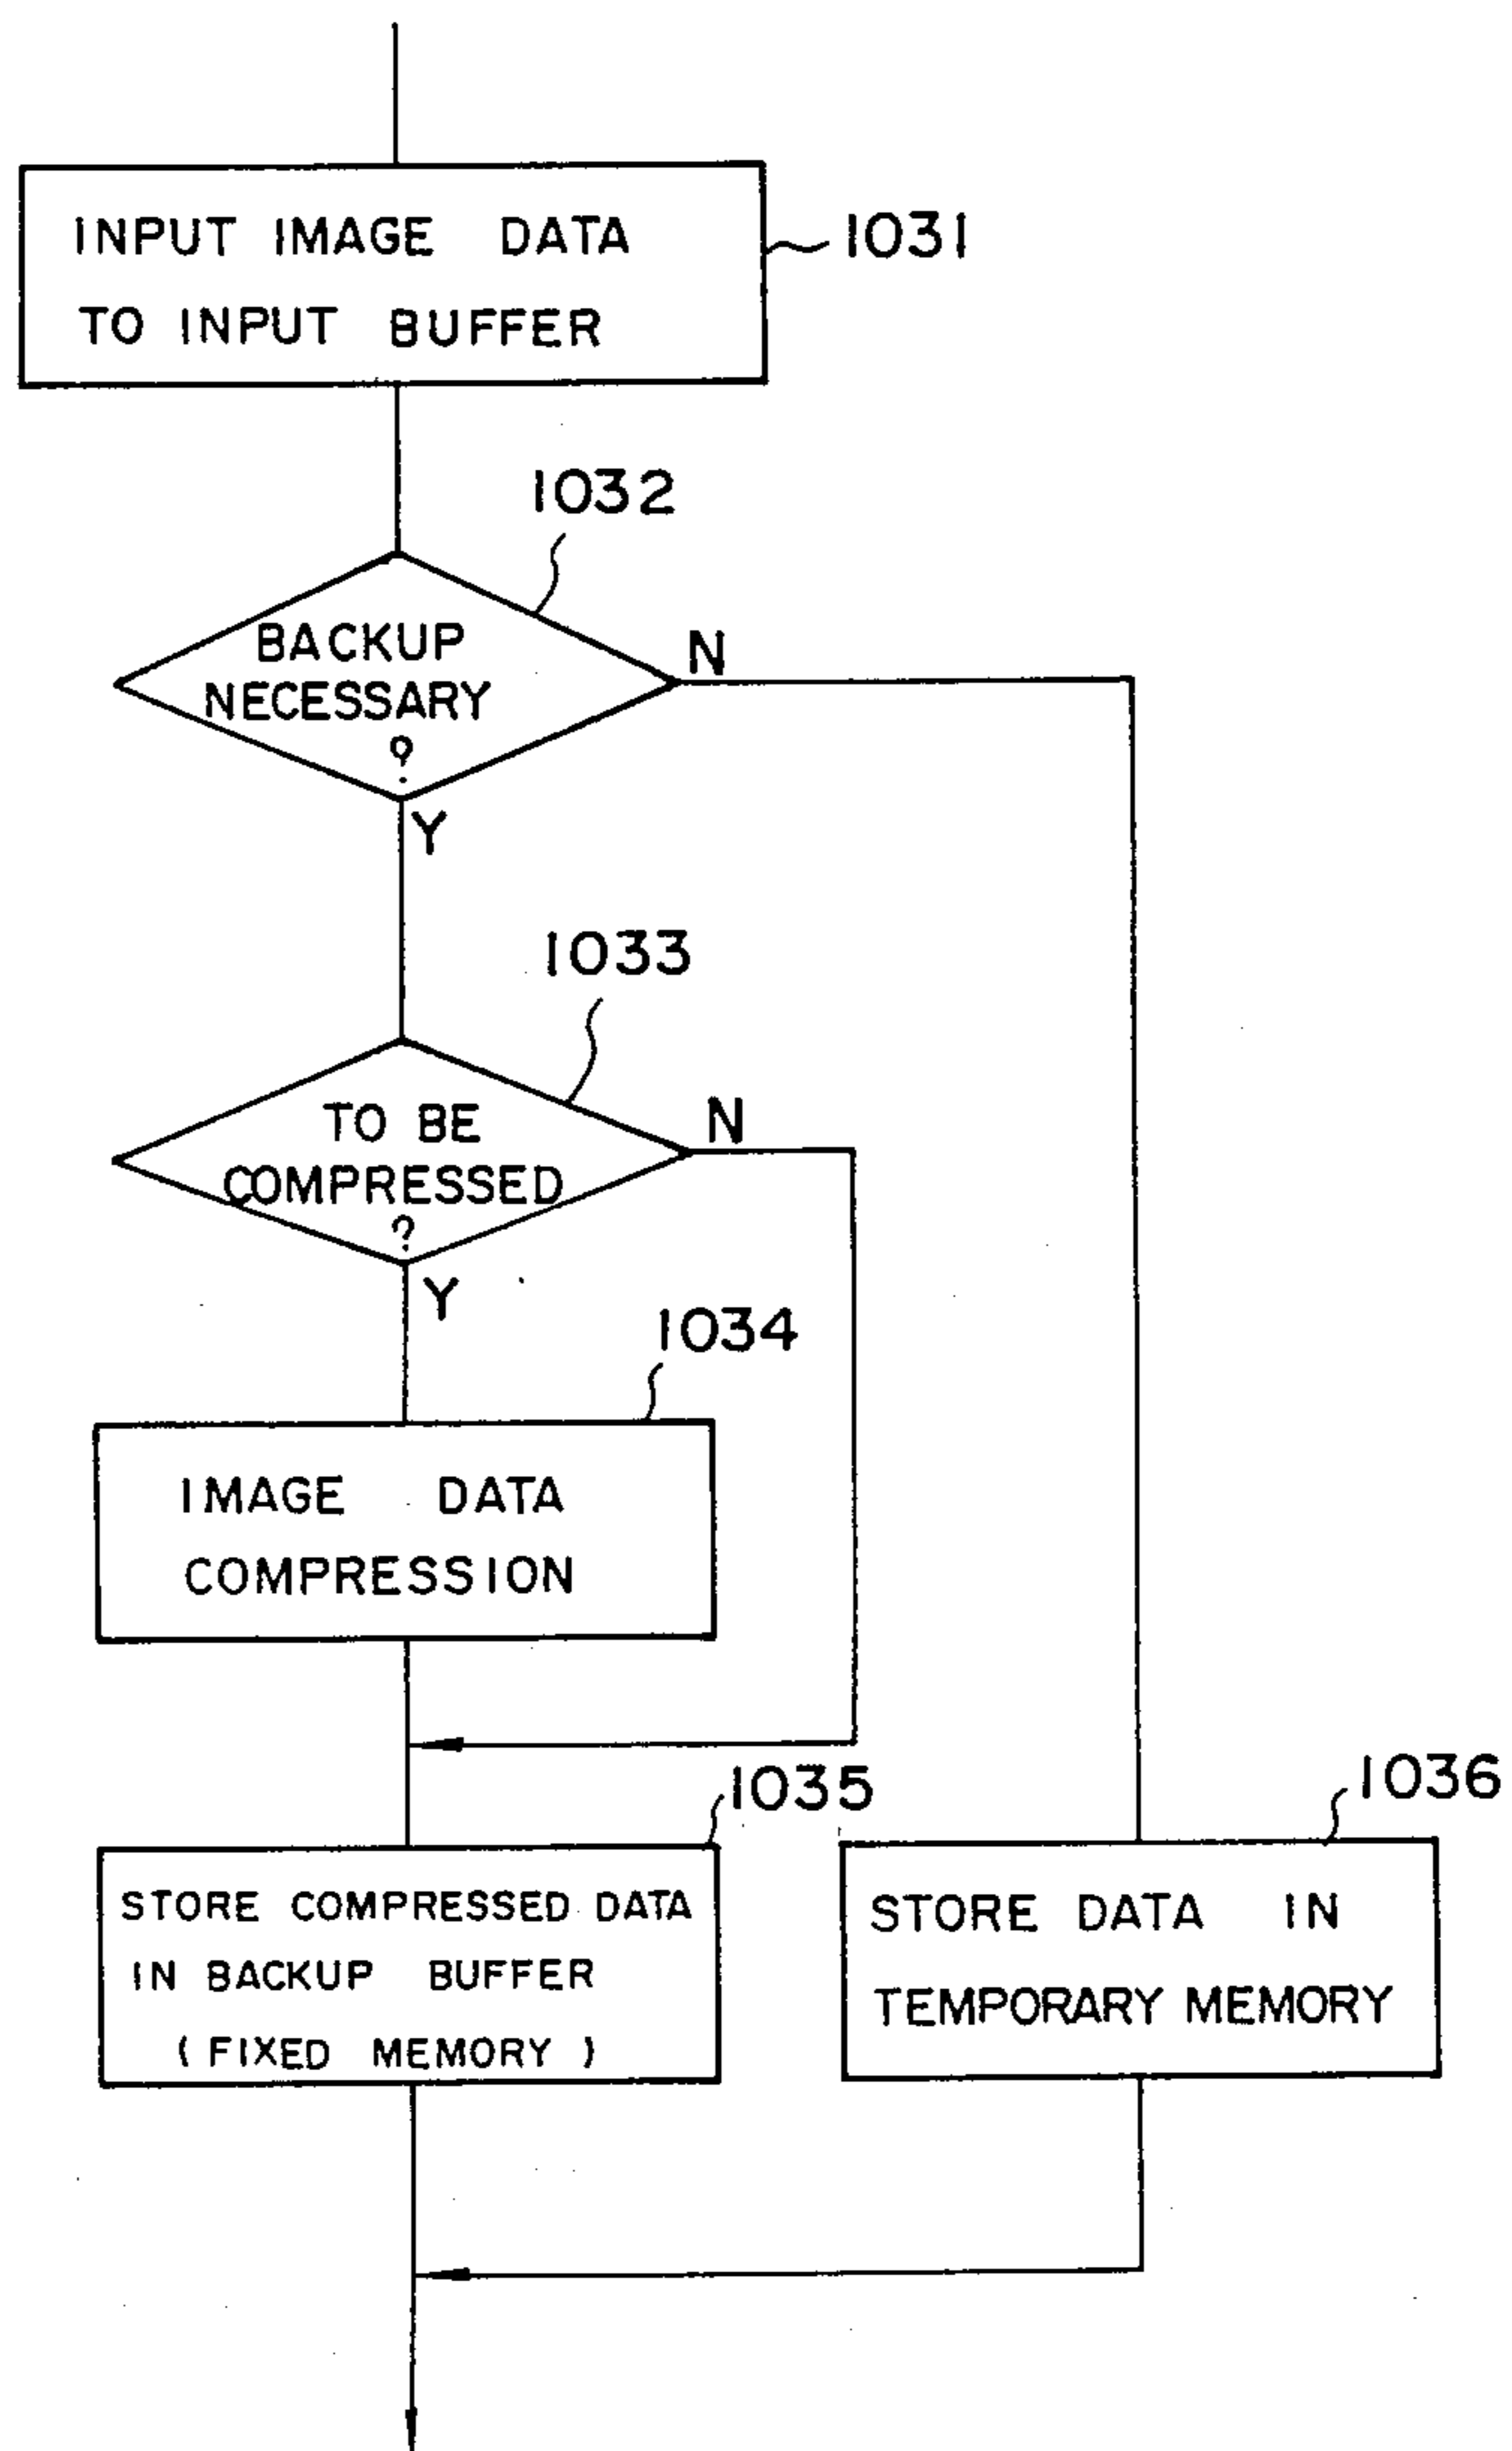 INPUT IMAGE DATA
TO INPUT BUFFER
1031
1032
BACKUP
NECESSARY
?
N
Y
1033
TO BE
COMPRESSED
?
N
Y
1034
IMAGE DATA
COMPRESSION
1035
STORE COMPRESSED DATA
IN BACKUP BUFFER
(FIXED MEMORY)
1036
STORE DATA IN
TEMPORARY MEMORY